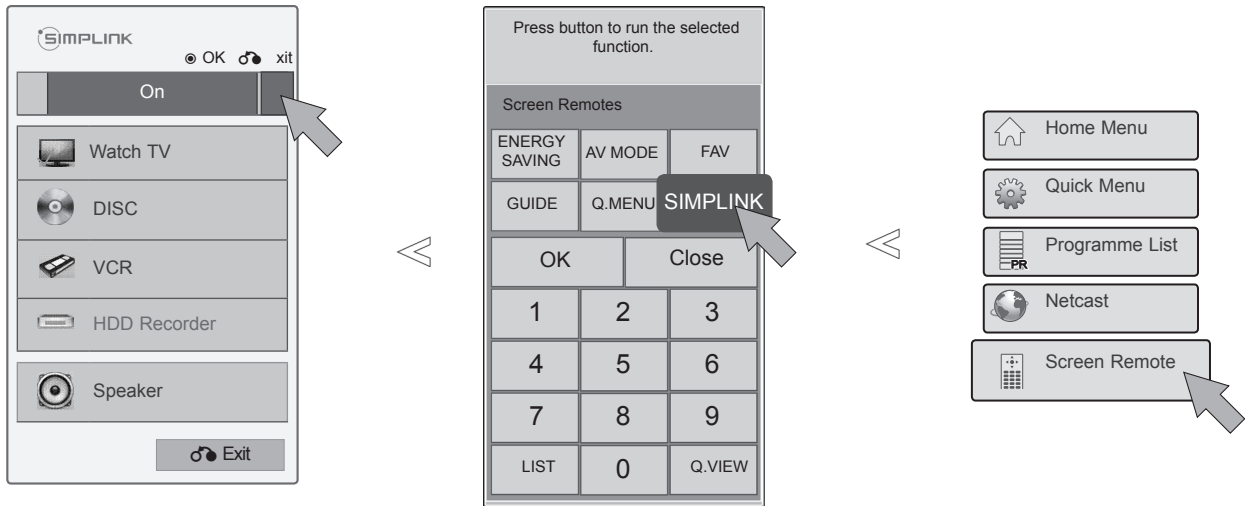 SIMPLINK
OK xit
On
Watch TV
DISC
VCR
HDD Recorder
Speaker
Exit
Press button to run the selected
function.
Screen Remotes
ENERGY
SAVING
AV MODE
FAV
GUIDE
Q.MENU
SIMPLINK
OK
Close
1
2
3
4
5
6
7
8
9
LIST
0
Q.VIEW
Home Menu
Quick Menu
PR
Programme List
Netcast
Screen Remote